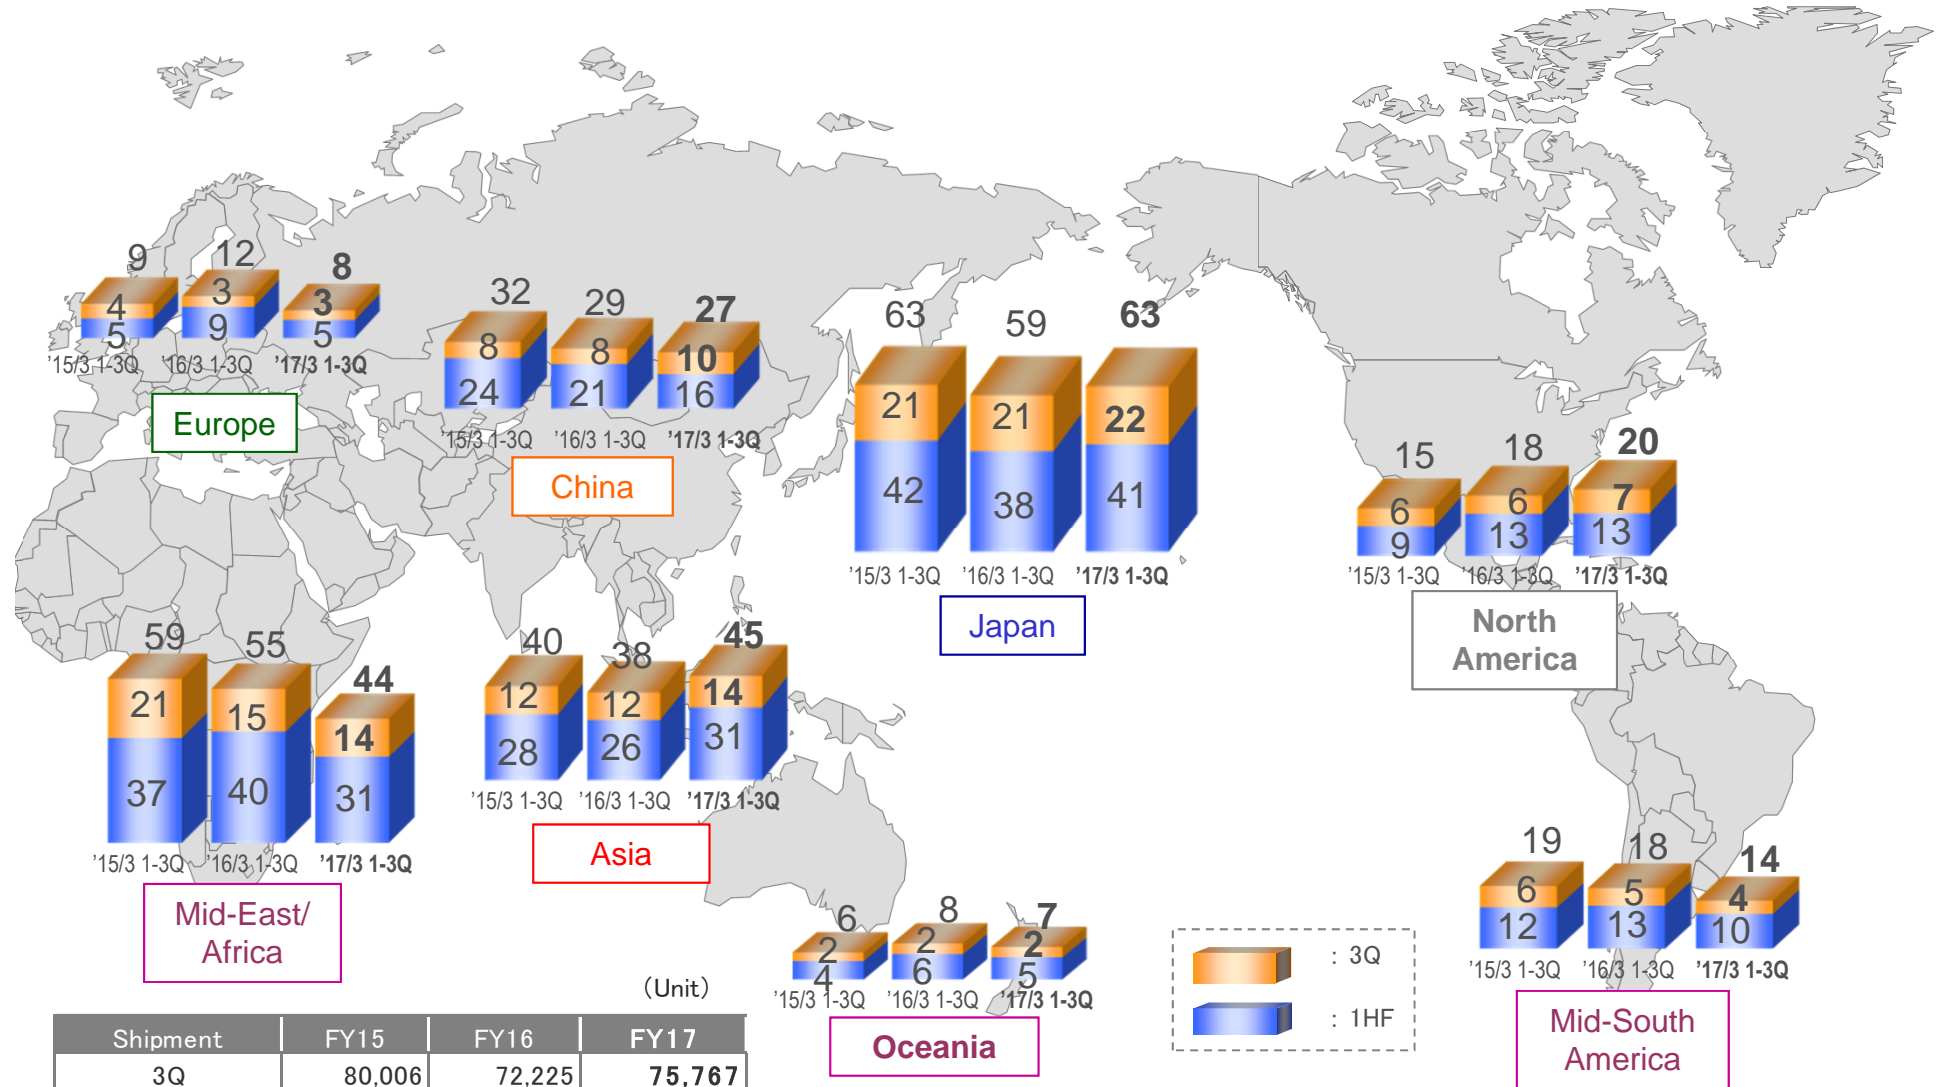 9
12
8
4
3
3
5
9
5
'15/3 1-3Q
'16/3 1-3Q
'17/3 1-3Q
Europe
32
29
27
8
8
10
24
21
16
'15/3 1-3Q
'16/3 1-3Q
'17/3 1-3Q
China
63
59
63
21
21
22
42
38
41
'15/3 1-3Q
'16/3 1-3Q
'17/3 1-3Q
Japan
15
18
20
6
6
7
9
13
13
'15/3 1-3Q
'16/3 1-3Q
'17/3 1-3Q
North
America
59
55
44
21
15
14
37
40
31
'15/3 1-3Q
'16/3 1-3Q
'17/3 1-3Q
Mid-East/
Africa
40
38
45
12
12
14
28
26
31
'15/3 1-3Q
'16/3 1-3Q
'17/3 1-3Q
Asia
6
8
7
2
2
2
4
6
5
'15/3 1-3Q
'16/3 1-3Q
'17/3 1-3Q
Oceania
19
18
14
6
5
4
12
13
10
'15/3 1-3Q
'16/3 1-3Q
'17/3 1-3Q
Mid-South
America
: 3Q
: 1HF
(Unit)
Shipment FY15 FY16 FY17
3Q 80,006 72,225 75,767